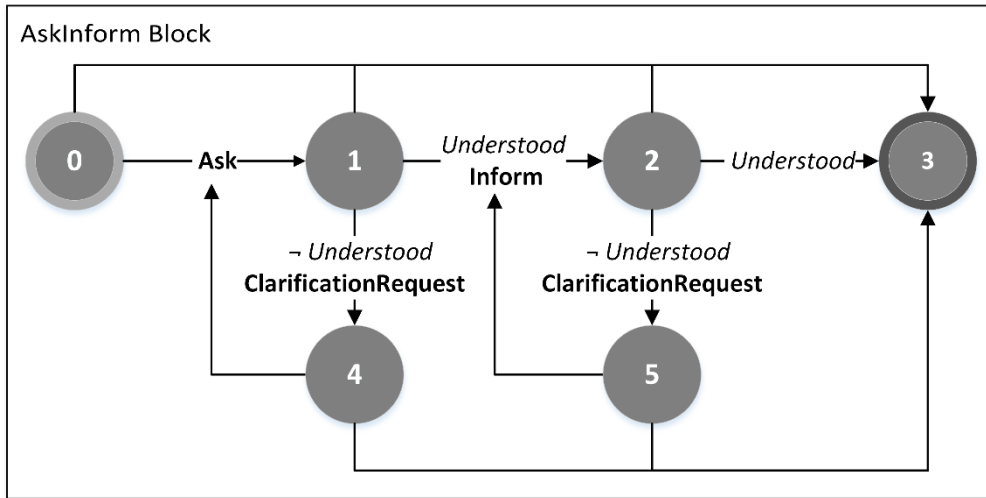 AskInform Block
0
Ask
1
Understood
Inform
2
Understood
3
¬ Understood
ClarificationRequest
¬ Understood
ClarificationRequest
4
5